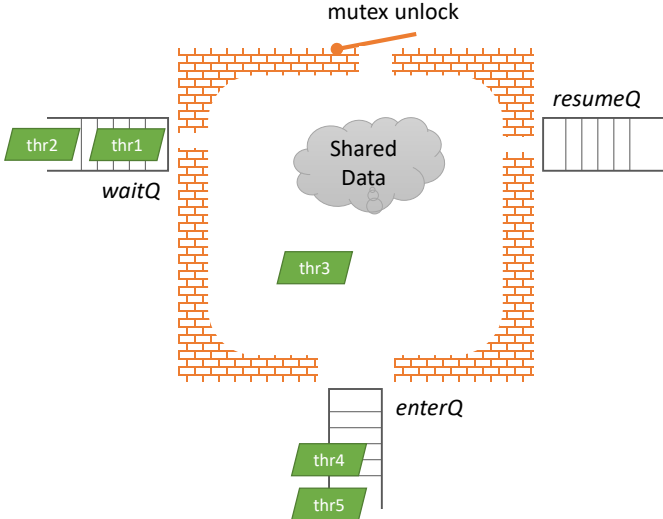 mutex unlock
resumeQ
thr2
thr1
waitQ
Shared
Data
thr3
enterQ
thr4
thr5